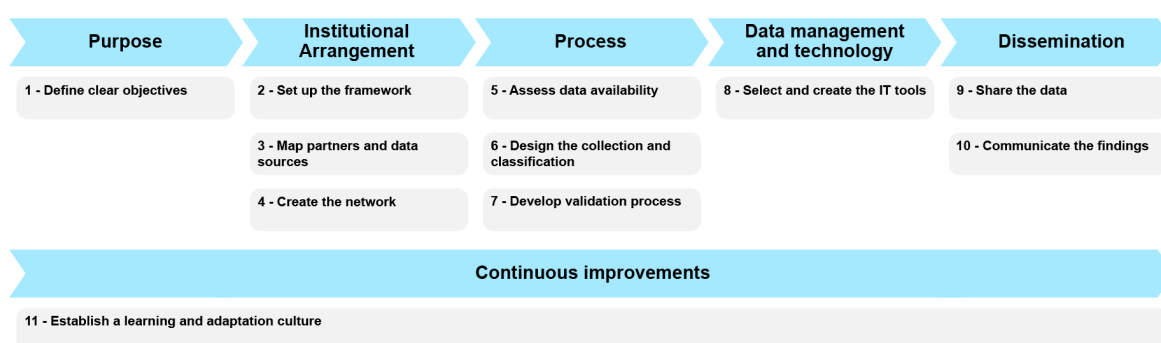 Purpose
Institutional
Arrangement
Process
Data management
and technology
Dissemination
1 - Define clear objectives
2 - Set up the framework
3 - Map partners and data
sources
4 - Create the network
5 - Assess data availability
6 - Design the collection and
classification
7 - Develop validation process
8 - Select and create the IT tools
9 - Share the data
10 - Communicate the findings
Continuous improvements
11 - Establish a learning and adaptation culture